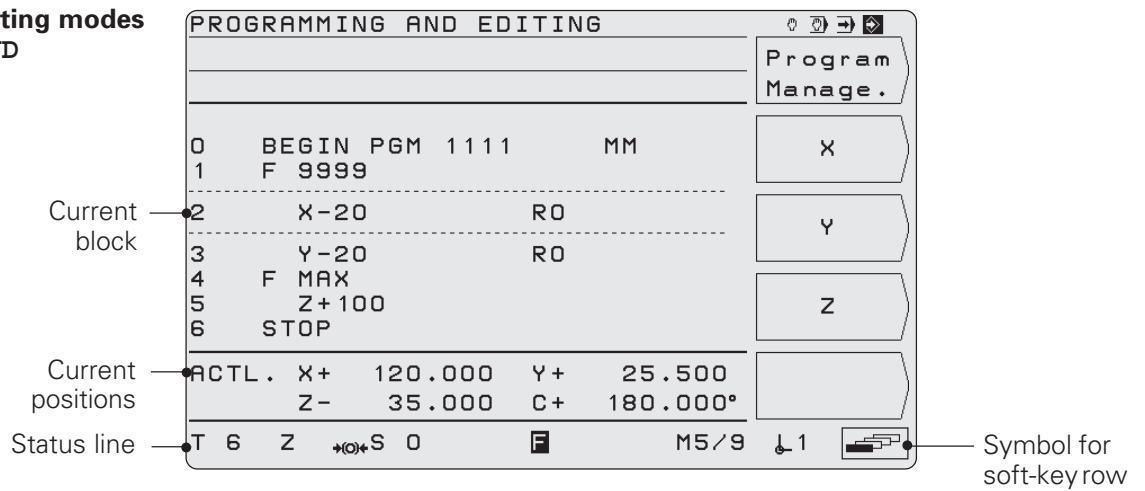 ting modes
TD
PROGRAMMING AND EDITING
Program
Manage.
0 BEGIN PGM 1111 MM
1 F 9999
X
Current
block
2 X-20 R0
Y
3 Y-20 R0
4 F MAX
5 Z+100
6 STOP
Z
Current
positions
ACTL. X+ 120.000 Y+ 25.500
Z- 35.000 C+ 180.000°
Status line
T 6 Z S 0 F M5/9 1
Symbol for
soft-key row